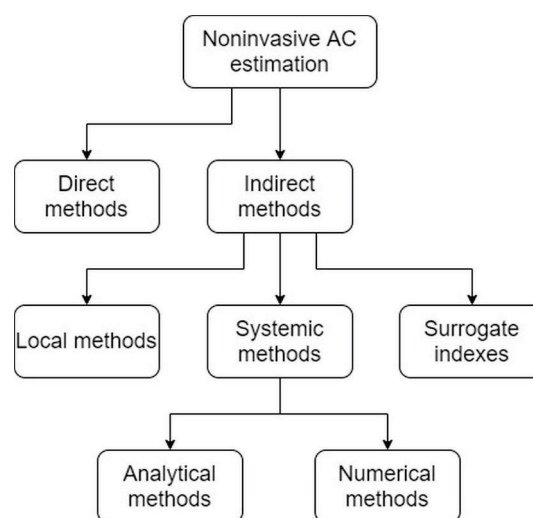 Noninvasive AC
estimation
Direct
methods
Indirect
methods
Local methods
Systemic
methods
Surrogate
indexes
Analytical
methods
Numerical
methods